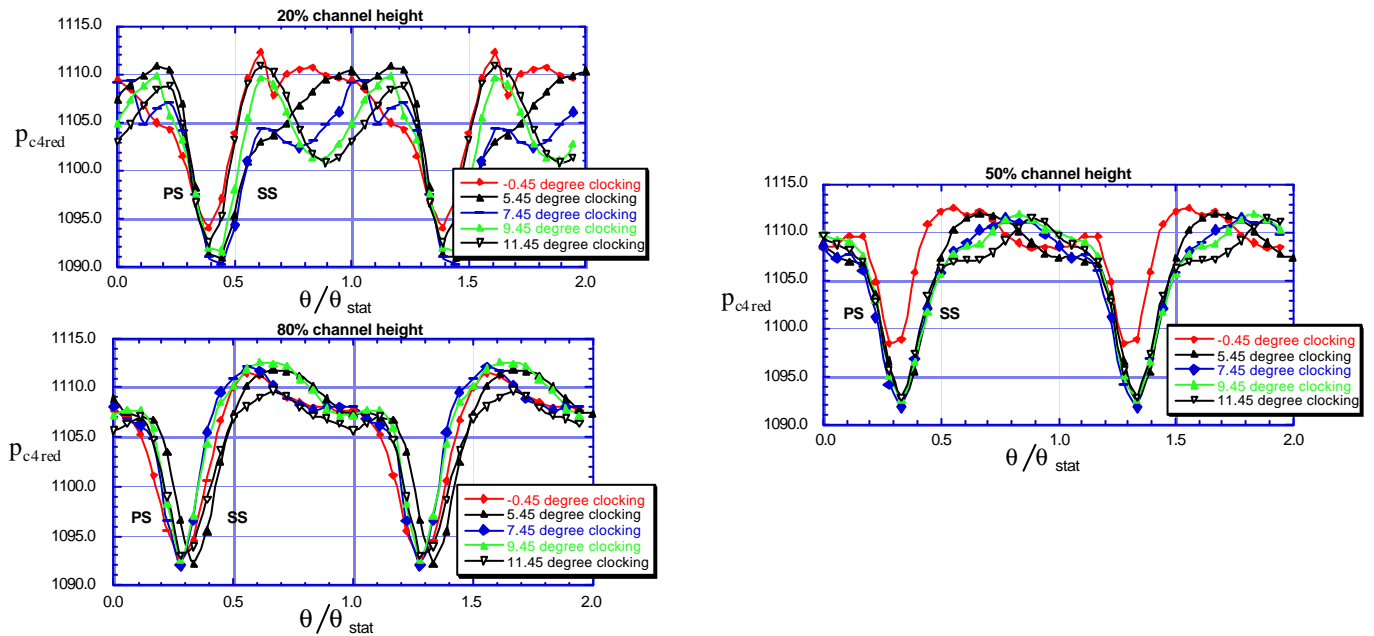 20% channel height
1115.0
1110.0
1105.0
1100.0
1095.0
1090.0
p c4red
PS
SS
-0.45 degree clocking
5.45 degree clocking
7.45 degree clocking
9.45 degree clocking
11.45 degree clocking
0.0 0.5 1.0 1.5 2.0
θ/θ stat
80% channel height
1115.0
1110.0
1105.0
1100.0
1095.0
1090.0
p c4red
PS
SS
-0.45 degree clocking
5.45 degree clocking
7.45 degree clocking
9.45 degree clocking
11.45 degree clocking
0.0 0.5 1.0 1.5 2.0
θ/θ stat
50% channel height
1115.0
1110.0
1105.0
1100.0
1095.0
1090.0
p c4red
PS
SS
-0.45 degree clocking
5.45 degree clocking
7.45 degree clocking
9.45 degree clocking
11.45 degree clocking
0.0 0.5 1.0 1.5 2.0
θ/θ stat